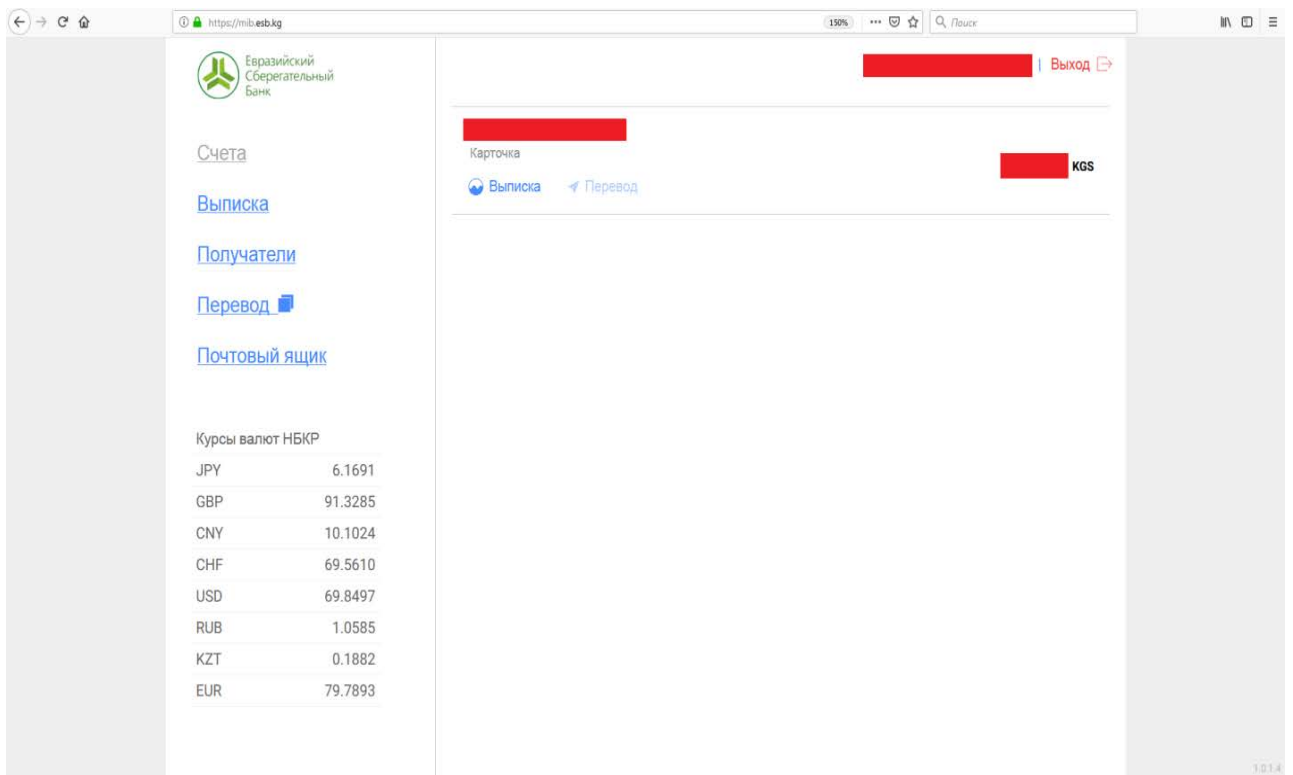 https://mib.esb.kg
150%
Поиск
Евразийский
Сберегательный
Банк
| Выход
Счета
Выписка
Получатели
Перевод
Почтовый ящик
Карточка
KGS
Выписка Перевод
Курсы валют НБКР
JPY 6.1691
GBP 91.3285
CNY 10.1024
CHF 69.5610
USD 69.8497
RUB 1.0585
KZT 0.1882
EUR 79.7893
1.0.1.4